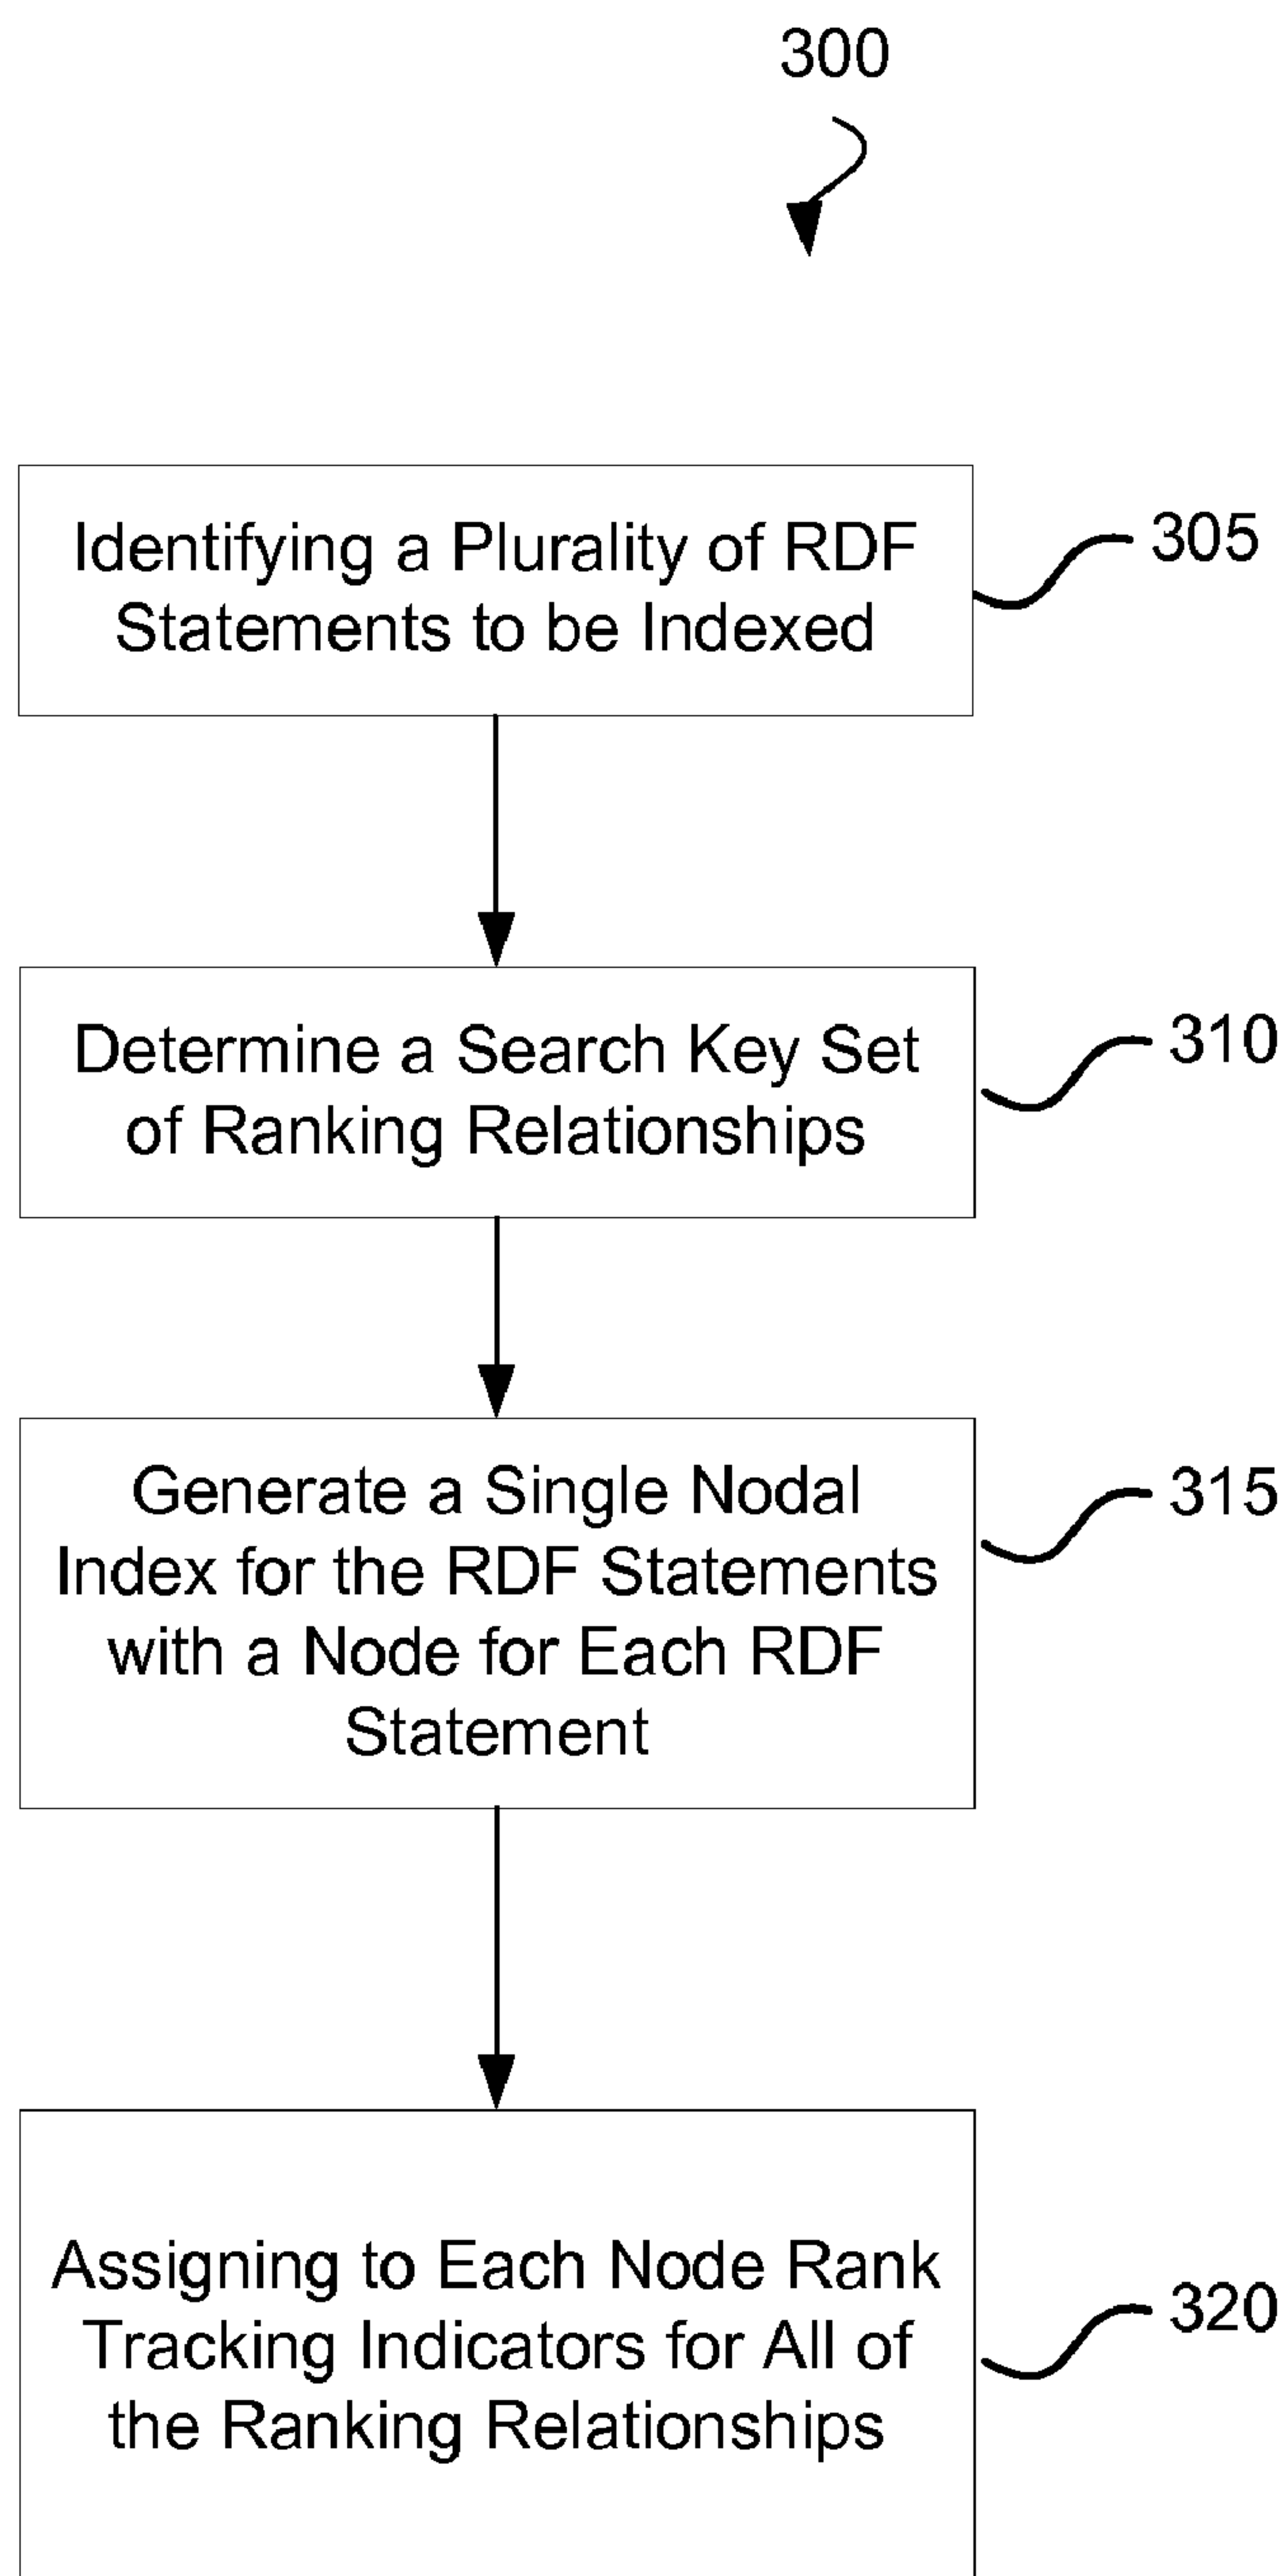 300
Identifying a Plurality of RDF
Statements to be Indexed
305
Determine a Search Key Set
of Ranking Relationships
310
Generate a Single Nodal
Index for the RDF Statements
with a Node for Each RDF
Statement
315
Assigning to Each Node Rank
Tracking Indicators for All of
the Ranking Relationships
320